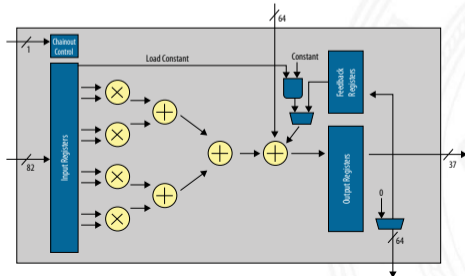 64
1
Chainout
Control
Load Constant
Constant
Feedback
Registers
Input Registers
82
Output Registers
37
0
64